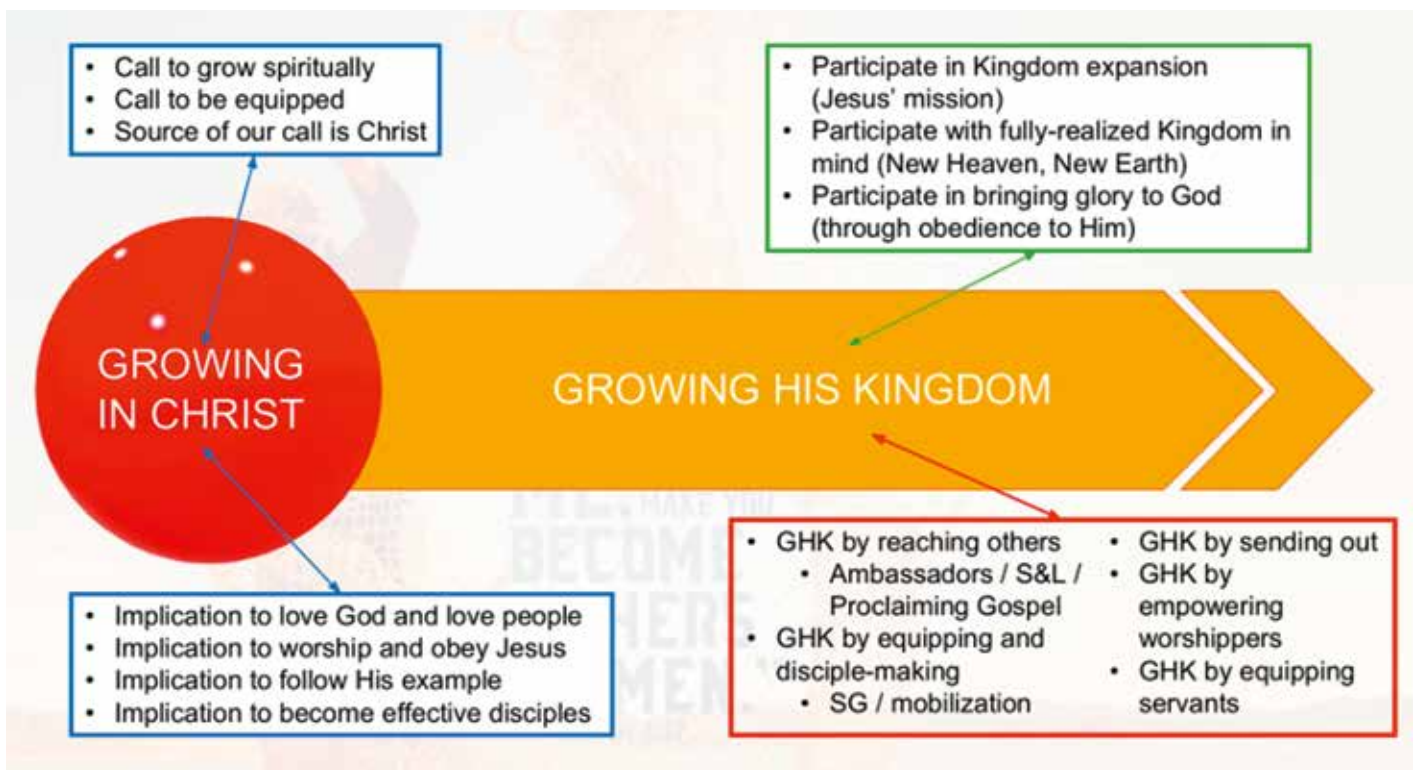 • Call to grow spiritually
• Call to be equipped
• Source of our call is Christ
• Participate in Kingdom expansion
(Jesus' mission)
• Participate with fully-realized Kingdom in
mind (New Heaven, New Earth)
• Participate in bringing glory to God
(through obedience to Him)
GROWING
IN CHRIST
GROWING HIS KINGDOM
MAKE YOU
BECOME
MEN."
• Implication to love God and love people
• Implication to worship and obey Jesus
• Implication to follow His example
• Implication to become effective disciples
• GHK by reaching others
• Ambassadors / S&L /
Proclaiming Gospel
• GHK by equipping and
disciple-making
• SG / mobilization
• GHK by sending out
• GHK by
empowering
worshippers
• GHK by equipping
servants